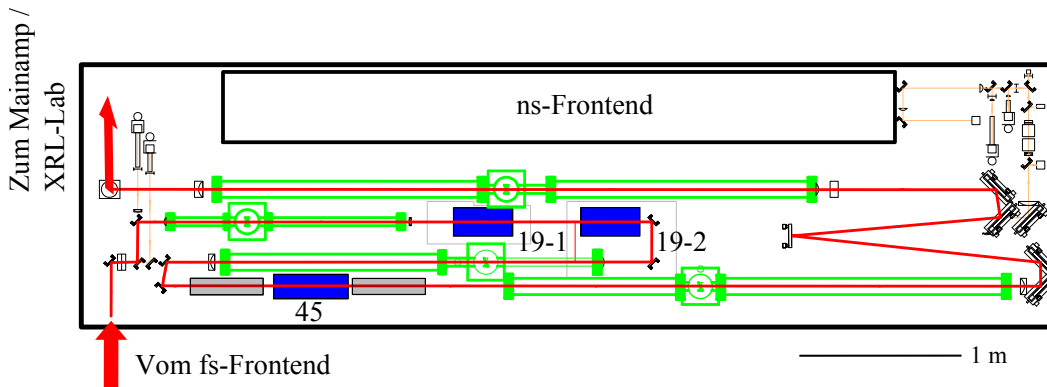 Zum Mainamp /
XRL-Lab
ns-Frontend
19-1
19-2
45
Vom fs-Frontend
1 m